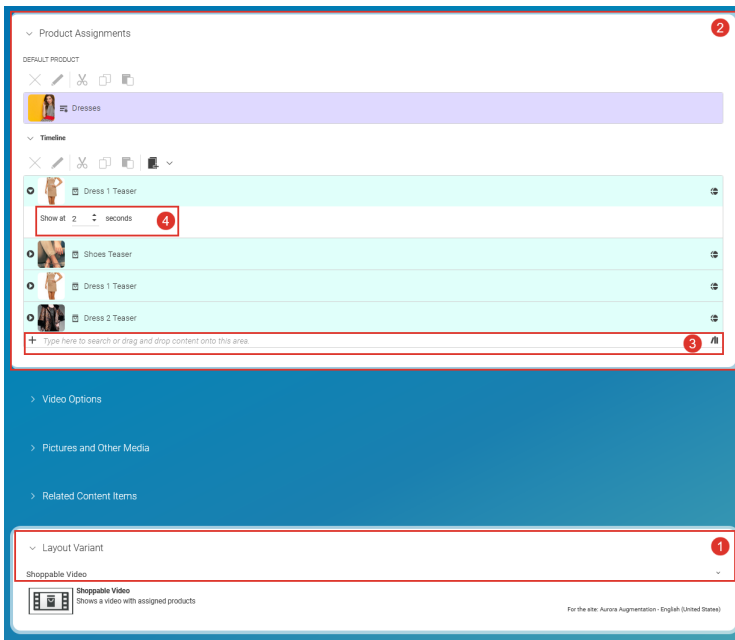 Product Assignments
2
DEFAULT PRODUCT
Dresses
Timeline
Dress 1 Teaser
Show at 2 seconds
4
Shoes Teaser
Dress 1 Teaser
Dress 2 Teaser
Type here to search or drag and drop content onto this area.
3
Video Options
Pictures and Other Media
Related Content Items
Layout Variant
1
Shoppable Video
Shoppable Video
Shows a video with assigned products
For the site: Aurora Augmentation - English (United States)